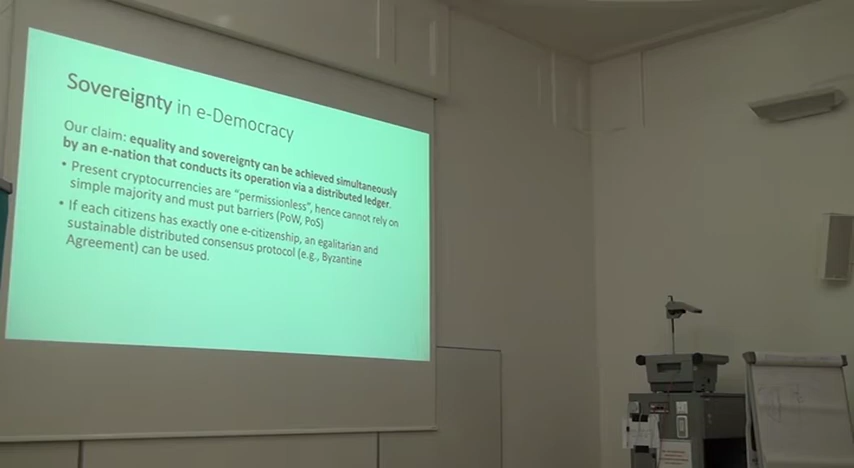 Sovereignty in e-Democracy
Our claim: equality and sovereignty can be achieved simultaneously
by an e-nation that conducts its operation via a distributed ledger.
• Present cryptocurrencies are “permissionless”, hence cannot rely on
simple majority and must put barriers (PoW, PoS)
• If each citizens has exactly one e-citizenship, an egalitarian and
sustainable distributed consensus protocol (e.g., Byzantine
Agreement) can be used.